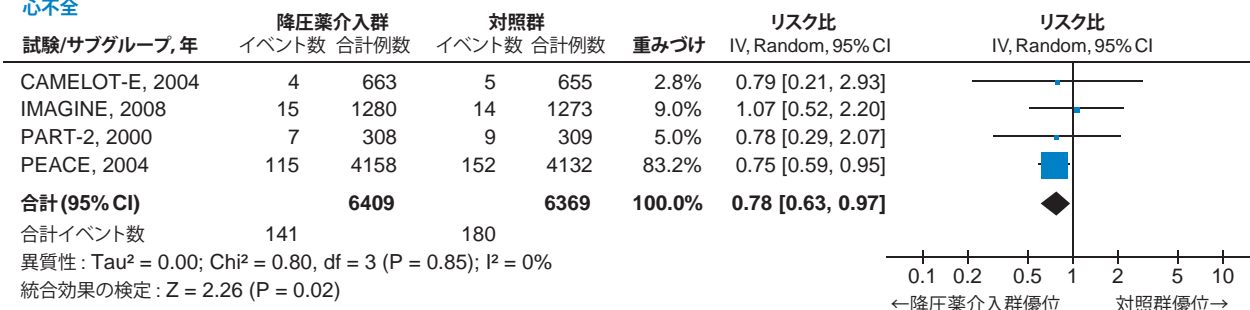 心不全
降圧薬介入群 対照群 リスク比 リスク比
試験/サブグループ, 年 イベント数 合計例数 イベント数 合計例数 重みづけ IV, Random, 95% CI IV, Random, 95% CI
CAMELOT-E, 2004 4 663 5 655 2.8% 0.79 [0.21, 2.93]
IMAGINE, 2008 15 1280 14 1273 9.0% 1.07 [0.52, 2.20]
PART-2, 2000 7 308 9 309 5.0% 0.78 [0.29, 2.07]
PEACE, 2004 115 4158 152 4132 83.2% 0.75 [0.59, 0.95]
合計 (95% CI) 6409 6369 100.0% 0.78 [0.63, 0.97]
合計イベント数 141 180
異質性 : Tau² = 0.00; Chi² = 0.80, df = 3 (P = 0.85); I² = 0%
統合効果の検定 : Z = 2.26 (P = 0.02)
0.1 0.2 0.5 1 2 5 10
←降圧薬介入群優位 対照群優位→